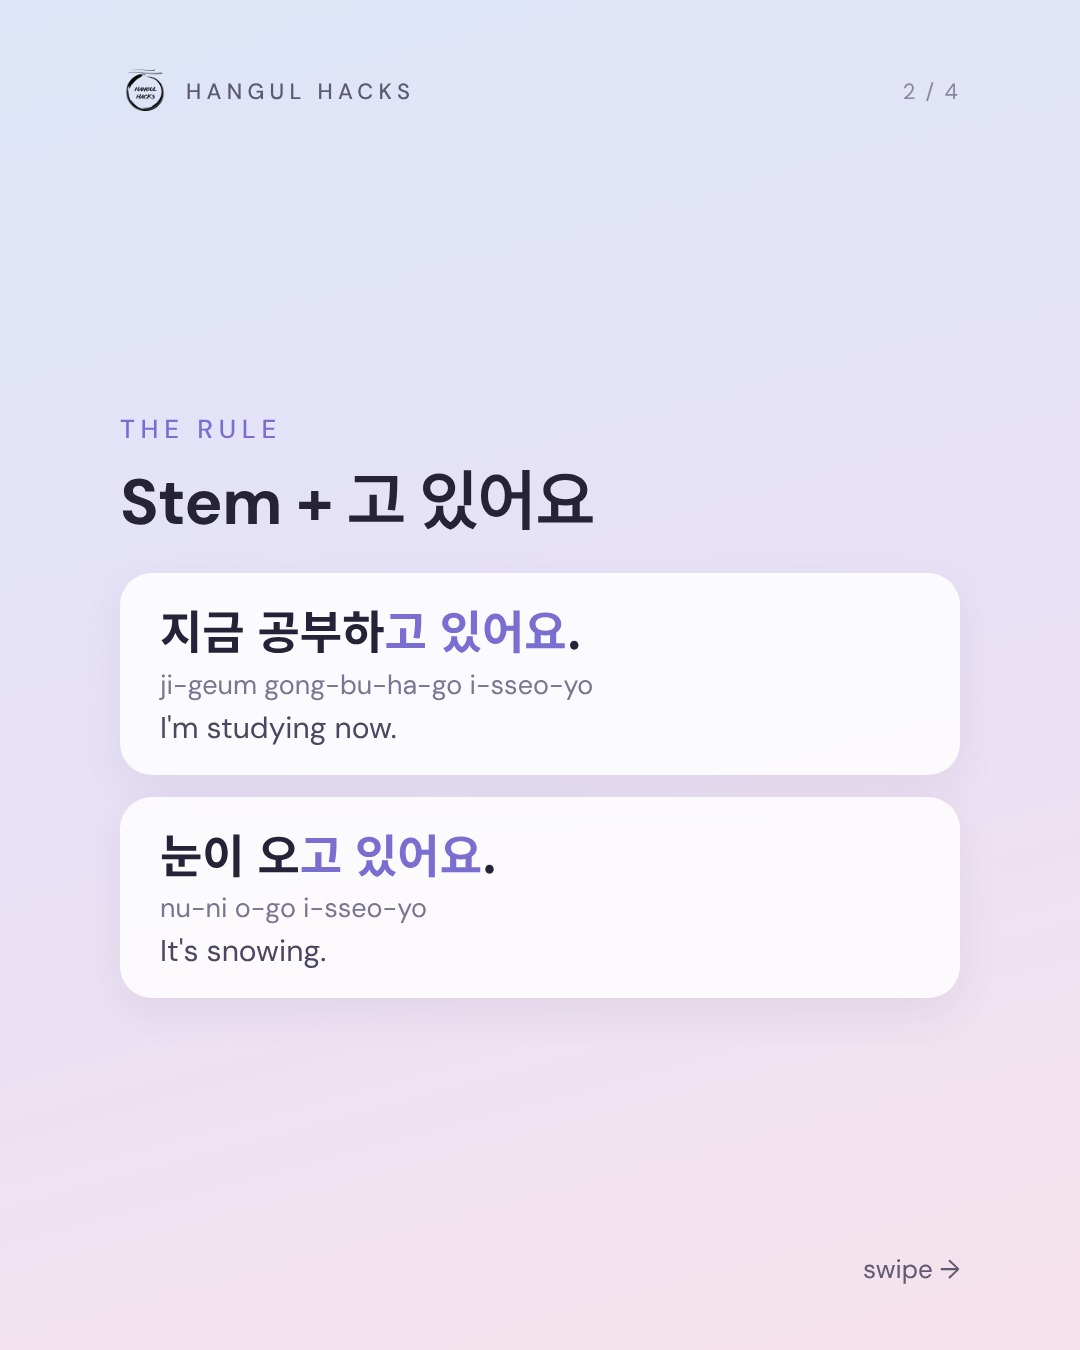 HANGUL HACKS
HANGUL HACKS
2 / 4
THE RULE
Stem + 고 있어요
지금 공부하고 있어요.
ji-geum gong-bu-ha-go i-sseo-yo
I'm studying now.
눈이 오고 있어요.
nu-ni o-go i-sseo-yo
It's snowing.
swipe →